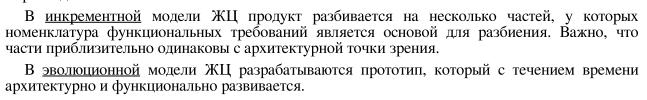 В инкрементной модели ЖЦ продукт разбивается на несколько частей, у которых
номенклатура функциональных требований является основой для разбиения. Важно, что
части приблизительно одинаковы с архитектурной точки зрения.
В эволюционной модели ЖЦ разрабатываются прототип, который с течением времени
архитектурно и функционально развивается.